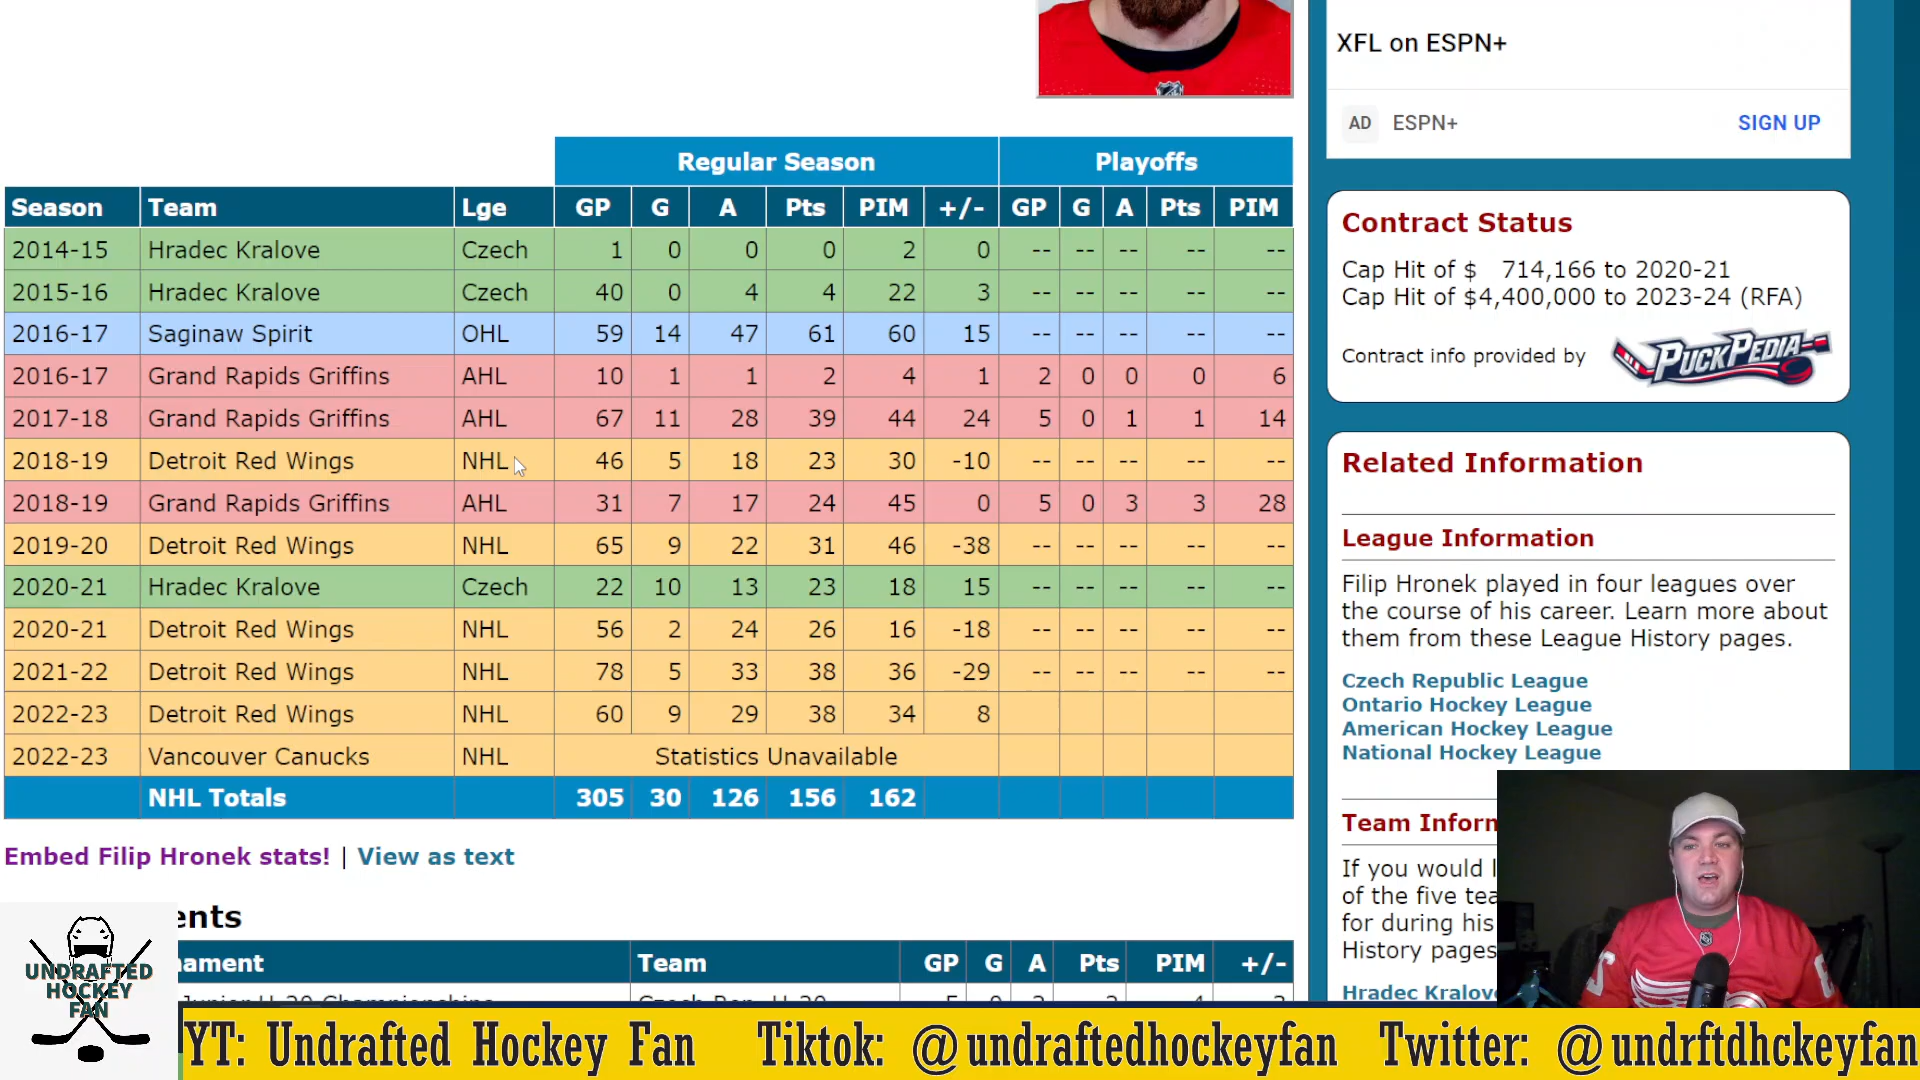 XFL on ESPN+
AD ESPN+ SIGN UP
Regular Season Playoffs
Season Team Lge GP G A Pts PIM +/- GP G A Pts PIM
2014-15 Hradec Kralove Czech 1 0 0 0 2 0 -- -- -- -- --
2015-16 Hradec Kralove Czech 40 0 4 4 22 3 -- -- -- -- --
2016-17 Saginaw Spirit OHL 59 14 47 61 60 15 -- -- -- -- --
2016-17 Grand Rapids Griffins AHL 10 1 1 2 4 1 2 0 0 0 6
2017-18 Grand Rapids Griffins AHL 67 11 28 39 44 24 5 0 1 1 14
2018-19 Detroit Red Wings NHL 46 5 18 23 30 -10 -- -- -- -- --
2018-19 Grand Rapids Griffins AHL 31 7 17 24 45 0 5 0 3 3 28
2019-20 Detroit Red Wings NHL 65 9 22 31 46 -38 -- -- -- -- --
2020-21 Hradec Kralove Czech 22 10 13 23 18 15 -- -- -- -- --
2020-21 Detroit Red Wings NHL 56 2 24 26 16 -18 -- -- -- -- --
2021-22 Detroit Red Wings NHL 78 5 33 38 36 -29 -- -- -- -- --
2022-23 Detroit Red Wings NHL 60 9 29 38 34 8
2022-23 Vancouver Canucks NHL Statistics Unavailable
NHL Totals 305 30 126 156 162
Embed Filip Hronek stats! | View as text
ents
nament Team GP G A Pts PIM +/-
Contract Status
Cap Hit of $ 714,166 to 2020-21
Cap Hit of $4,400,000 to 2023-24 (RFA)
Contract info provided by PUCKPEDIA
Related Information
League Information
Filip Hronek played in four leagues over
the course of his career. Learn more about
them from these League History pages.
Czech Republic League
Ontario Hockey League
American Hockey League
National Hockey League
Team Inform
If you would l
of the five tea
for during his
History pages
Hradec Kralove
UNDRAFTED
HOCKEY
FAN
YT: Undrafted Hockey Fan Tiktok: @undraftedhockeyfan Twitter: @undrftdhckeyfan